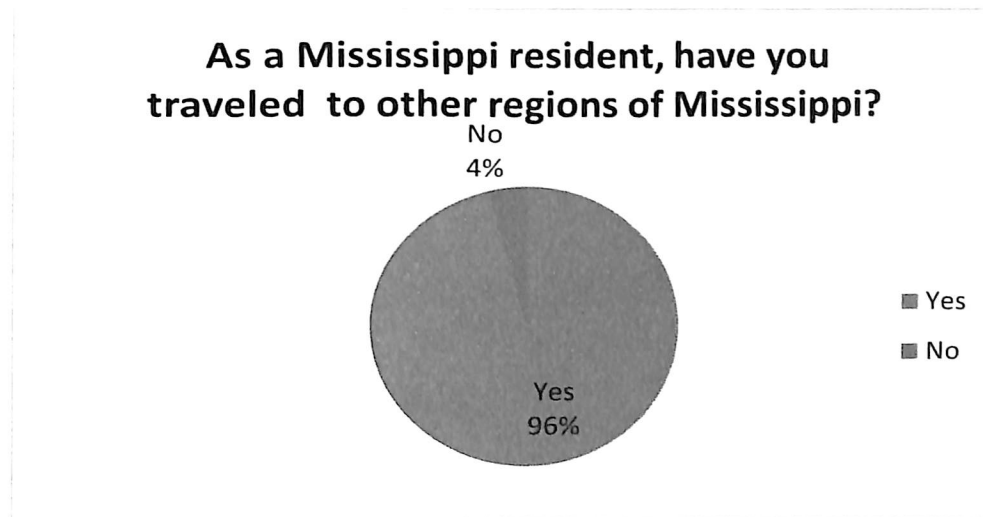 As a Mississippi resident, have you
traveled to other regions of Mississippi?
No
4%
Yes
96%
Yes
No